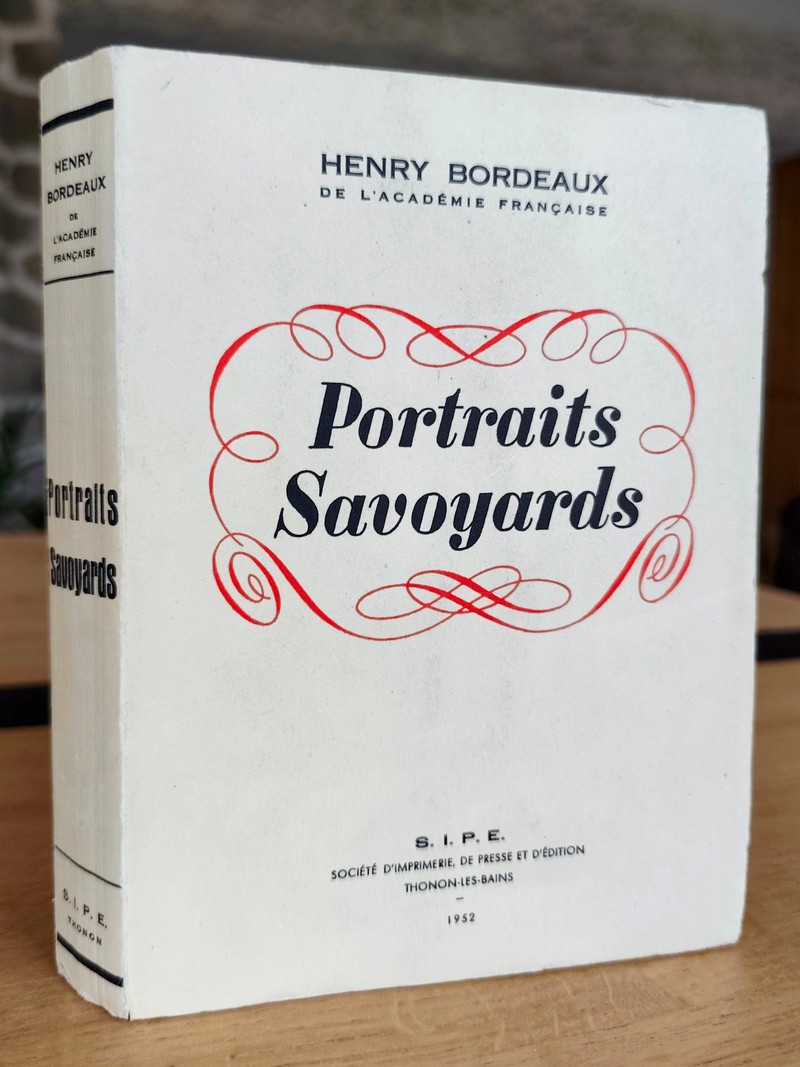 HENRY BORDEAUX
DE L'ACADÉMIE FRANÇAISE
Portraits
Savoyards
S. I. P. E.
SOCIÉTÉ D'IMPRIMERIE, DE PRESSE ET D'ÉDITION
THONON-LES-BAINS
1952
HENRY
BORDEAUX
DE
L'ACADÉMIE
FRANÇAISE
Portraits
Savoyards
S. I. P. E.
THONON